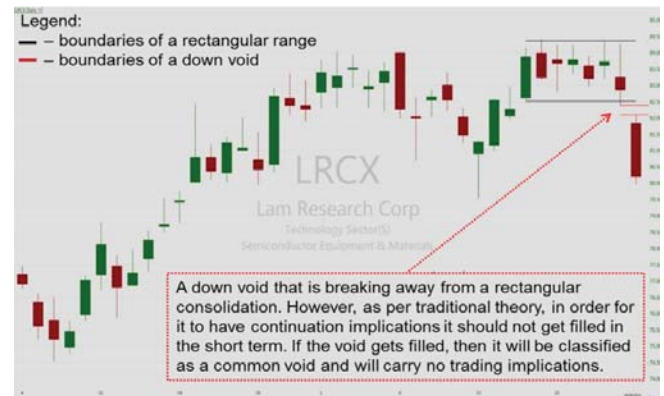 LRCX Daily
Legend:
– boundaries of a rectangular range
– boundaries of a down void
LRCX
Lam Research Corp
Technology Sector(S)
Semiconductor Equipment & Materials
A down void that is breaking away from a rectangular
consolidation. However, as per traditional theory, in order for
it to have continuation implications it should not get filled in
the short term. If the void gets filled, then it will be classified
as a common void and will carry no trading implications.